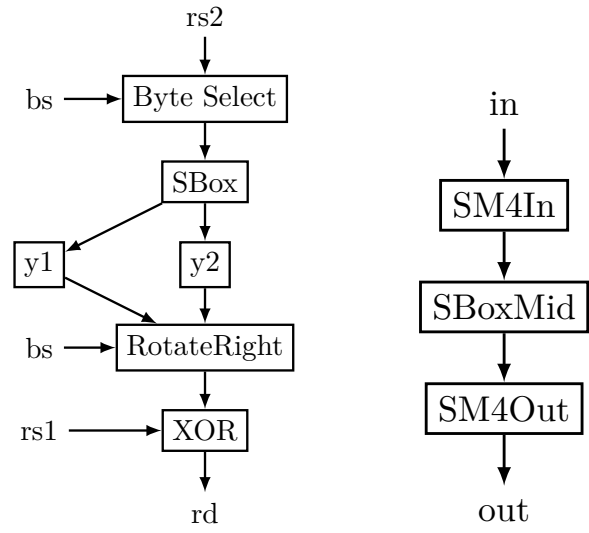 rs2
bs
Byte Select
SBox
y1
y2
bs
RotateRight
rs1
XOR
rd
in
SM4In
SBoxMid
SM4Out
out